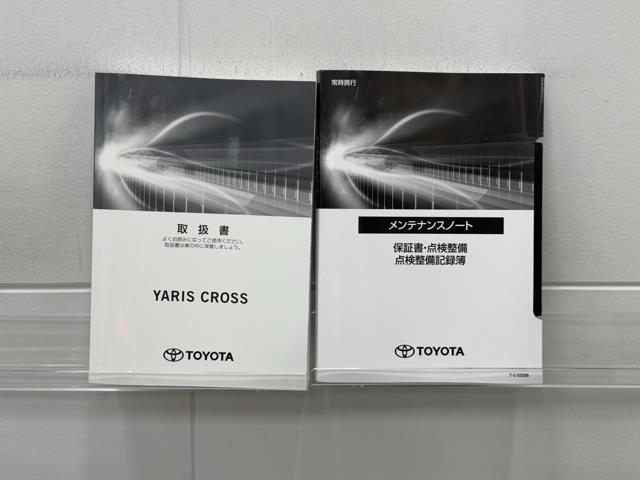 取扱書
よくお読みになってご使用ください。
取扱書は車の中に保管しましょう。
YARIS CROSS
TOYOTA
常時携行
メンテナンスノート
保証書・点検整備
点検整備記録簿
TOYOTA